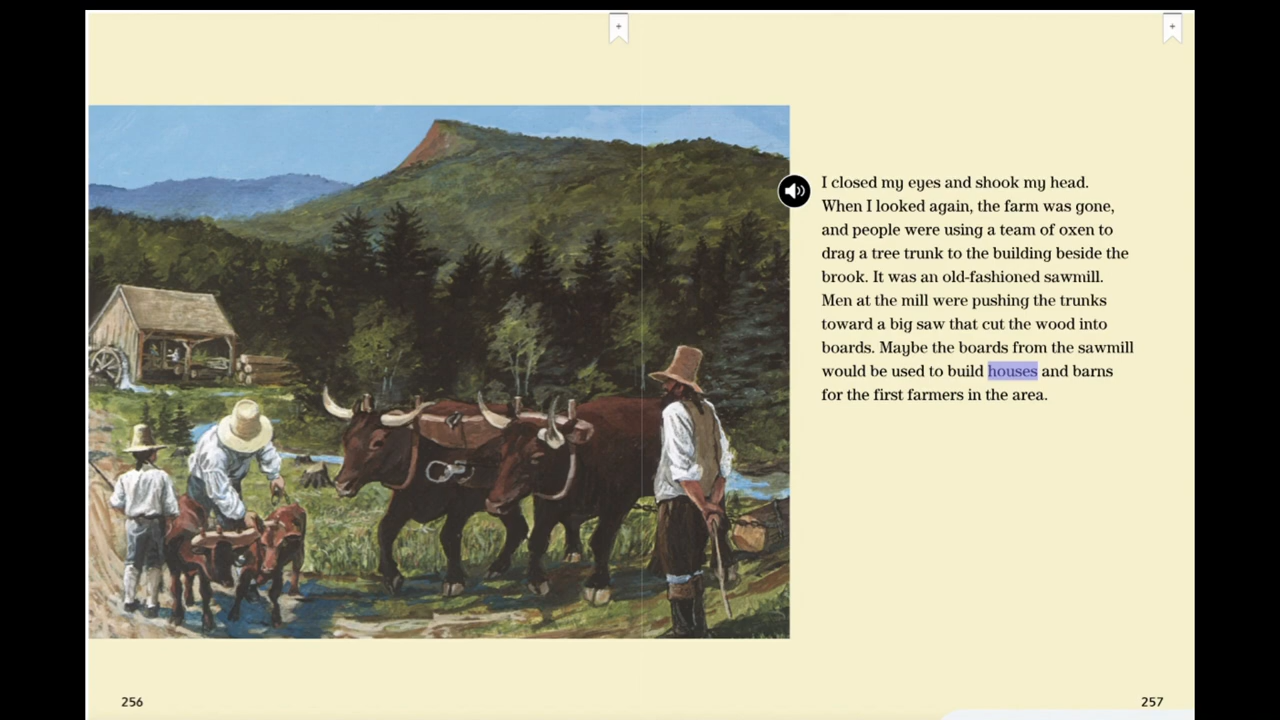 I closed my eyes and shook my head.
When I looked again, the farm was gone,
and people were using a team of oxen to
drag a tree trunk to the building beside the
brook. It was an old-fashioned sawmill.
Men at the mill were pushing the trunks
toward a big saw that cut the wood into
boards. Maybe the boards from the sawmill
would be used to build houses and barns
for the first farmers in the area.
256
257